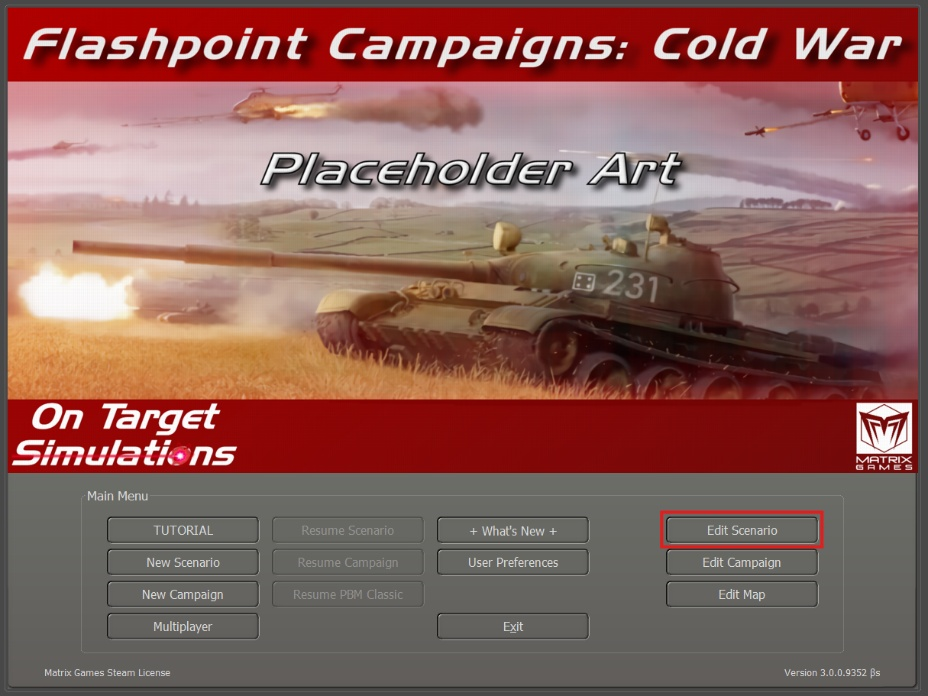 Flashpoint Campaigns: Cold War
Placeholder Art
231
On Target
Simulations
MATRIX
GAMES
Main Menu
TUTORIAL
Resume Scenario
+ What's New +
Edit Scenario
New Scenario
Resume Campaign
User Preferences
Edit Campaign
New Campaign
Resume PBM Classic
Edit Map
Multiplayer
Exit
Matrix Games Steam License
Version 3.0.0.9352 βs